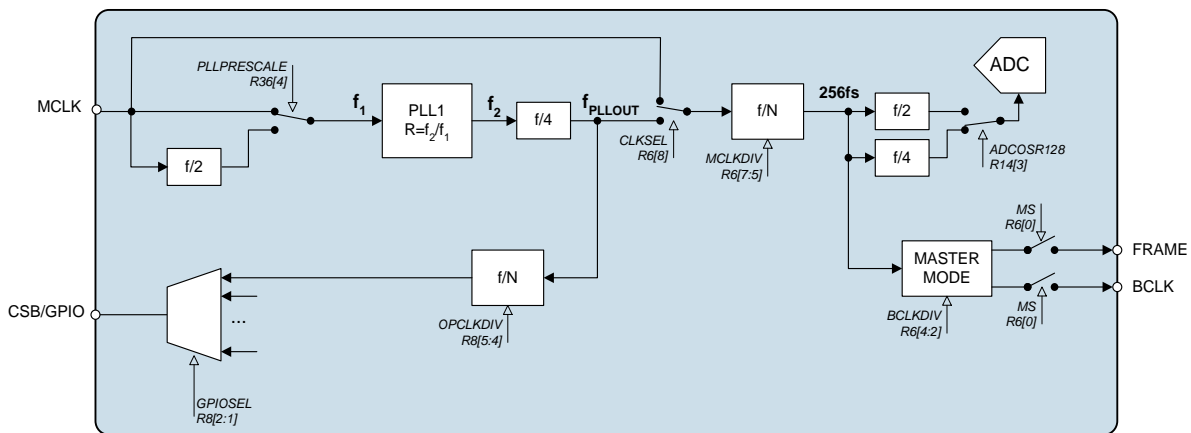 PLLPRESCALE
R36[4]
MCLK
f/2
f1
PLL1
R=f2/f1
f2
f/4
fPLLOUT
CLKSEL
R6[8]
f/N
MCLKDIV
R6[7:5]
256fs
f/2
f/4
ADC
ADCOSR128
R14[3]
MS
R6[0]
FRAME
MASTER
MODE
BCLK
MS
R6[0]
BCLKDIV
R6[4:2]
f/N
OPCLKDIV
R8[5:4]
CSB/GPIO
...
GPIOSEL
R8[2:1]